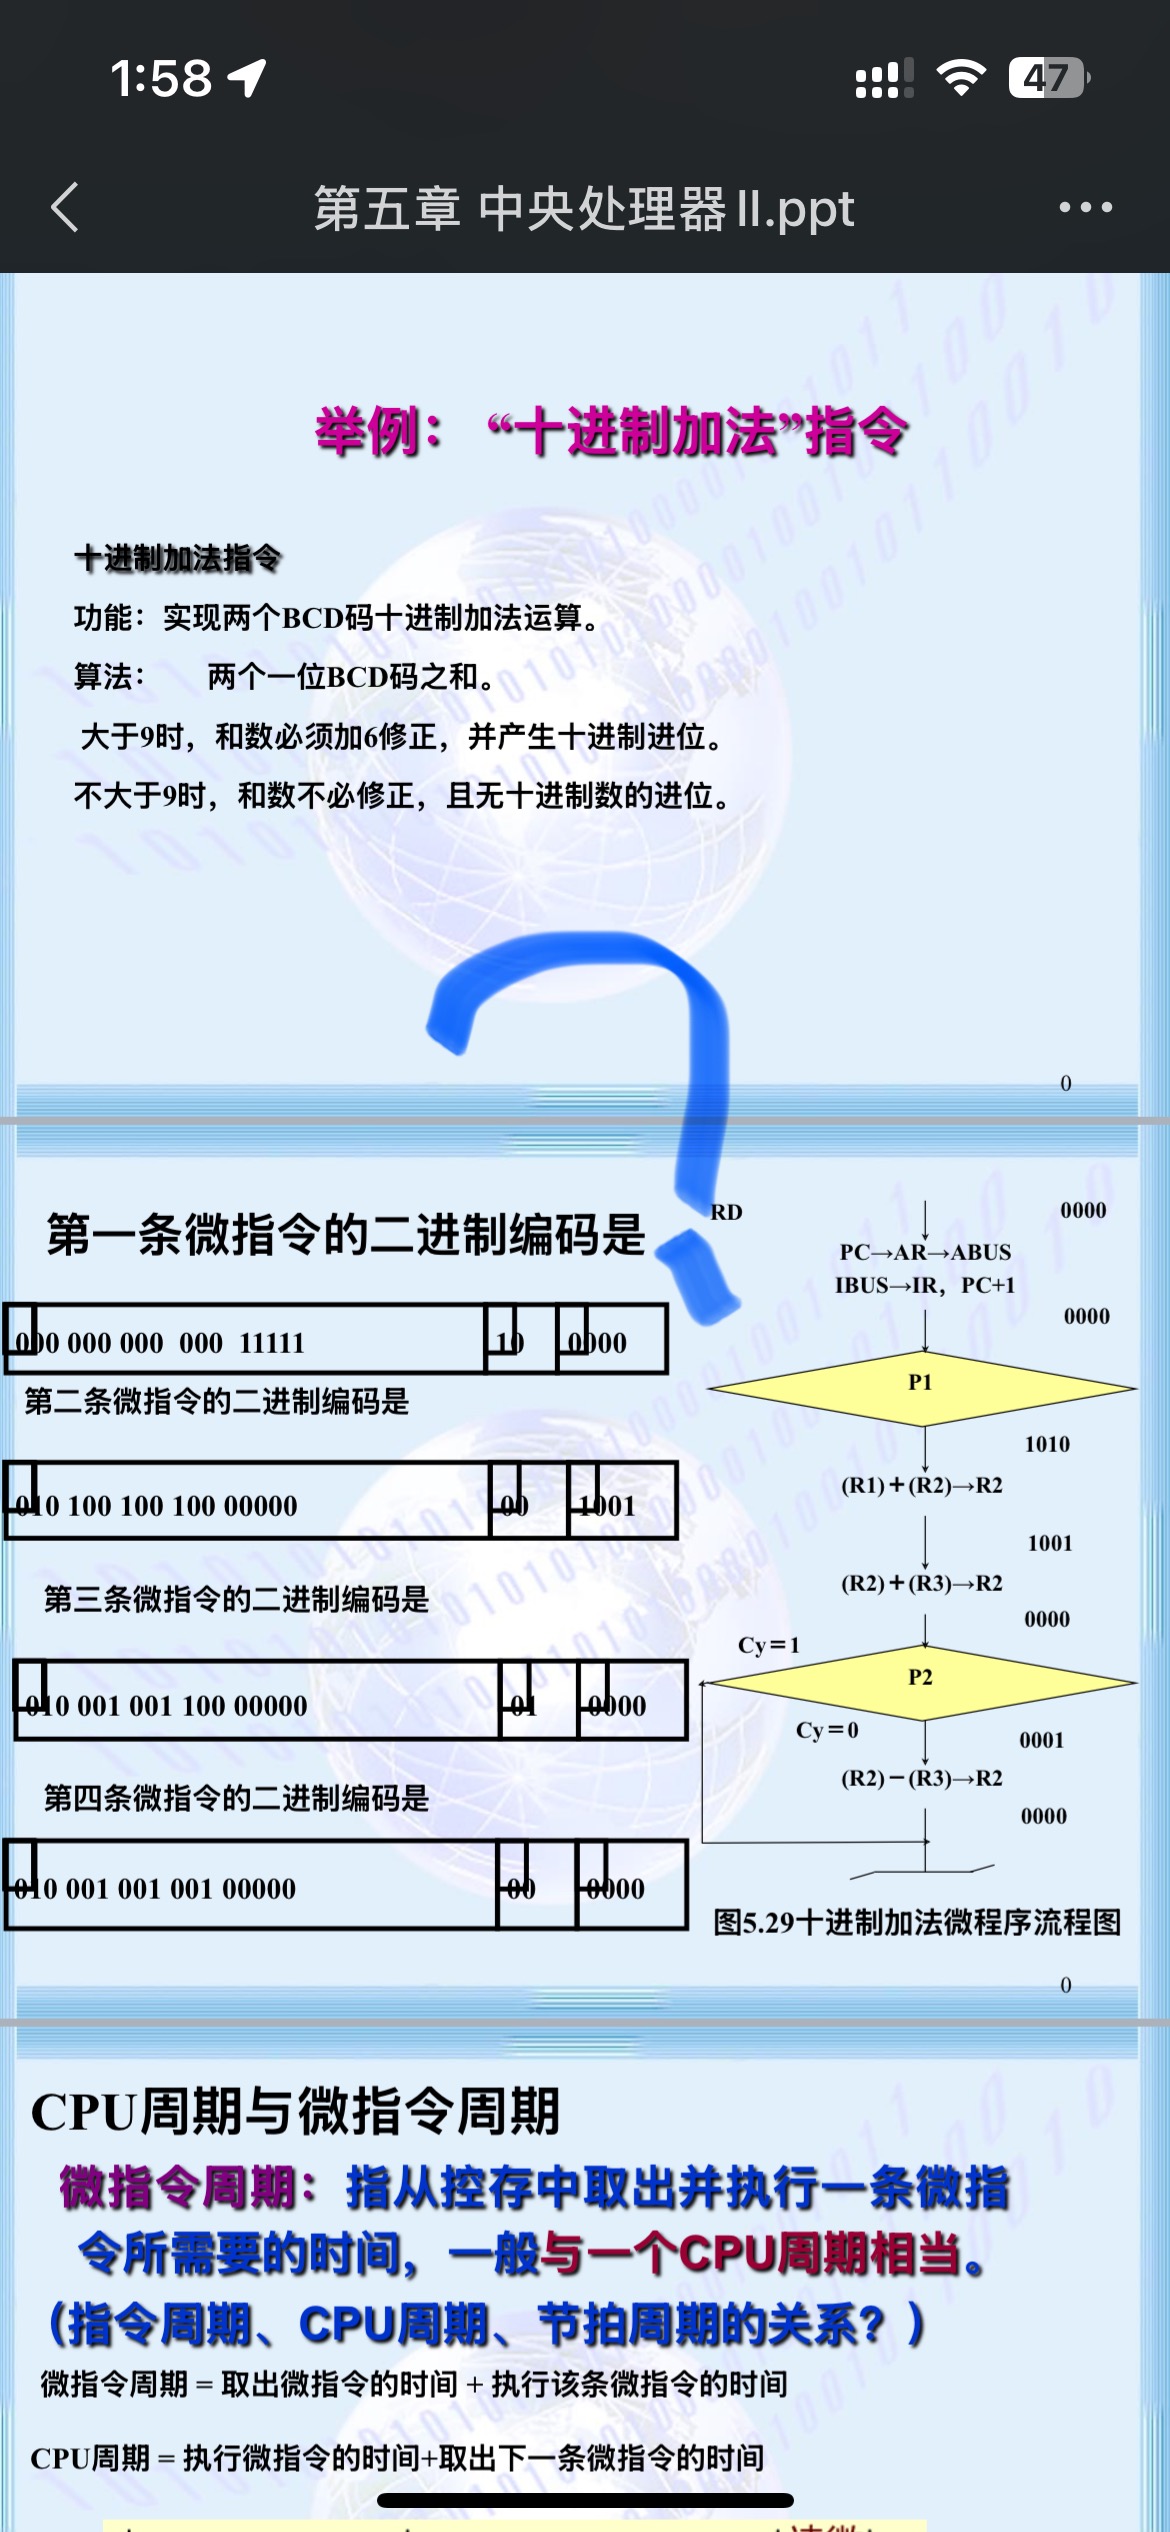 1:58
47
第五章 中央处理器II.ppt
举例：“十进制加法”指令
十进制加法指令
功能：实现两个BCD码十进制加法运算。
算法：　两个一位BCD码之和。
大于9时，和数必须加6修正，并产生十进制进位。
不大于9时，和数不必修正，且无十进制数的进位。
0
第一条微指令的二进制编码是
000 000 000 000 11111 10 0000
第二条微指令的二进制编码是
010 100 100 100 00000 00 1001
第三条微指令的二进制编码是
010 001 001 100 00000 01 0000
第四条微指令的二进制编码是
010 001 001 001 00000 00 0000
RD
0000
PC→AR→ABUS
IBUS→IR，PC+1
0000
P1
1010
(R1)＋(R2)→R2
1001
(R2)＋(R3)→R2
0000
Cy＝1
P2
Cy＝0
0001
(R2)－(R3)→R2
0000
图5.29十进制加法微程序流程图
0
CPU周期与微指令周期
微指令周期：指从控存中取出并执行一条微指
令所需要的时间，一般与一个CPU周期相当。
（指令周期、CPU周期、节拍周期的关系？）
微指令周期 = 取出微指令的时间 + 执行该条微指令的时间
CPU周期 = 执行微指令的时间+取出下一条微指令的时间